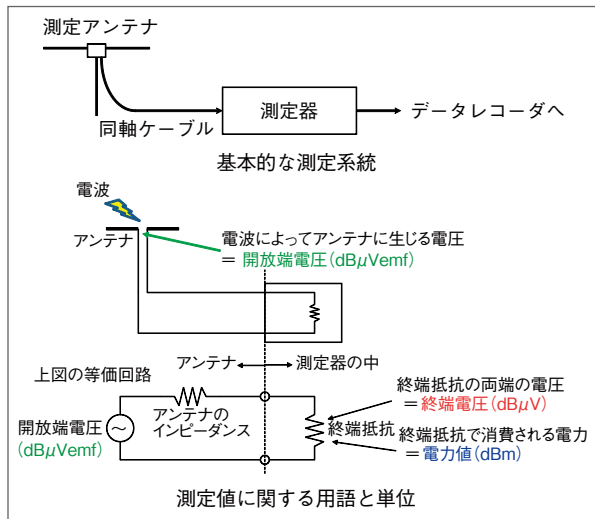 測定アンテナ
測定器
データレコーダへ
同軸ケーブル
基本的な測定系統
電波
アンテナ
電波によってアンテナに生じる電圧
= 開放端電圧(dBμVemf)
アンテナ
測定器の中
上図の等価回路
アンテナの
インピーダンス
開放端電圧
(dBμVemf)
~
終端抵抗
終端抵抗の両端の電圧
=終端電圧(dBμV)
終端抵抗で消費される電力
=電力値(dBm)
測定値に関する用語と単位